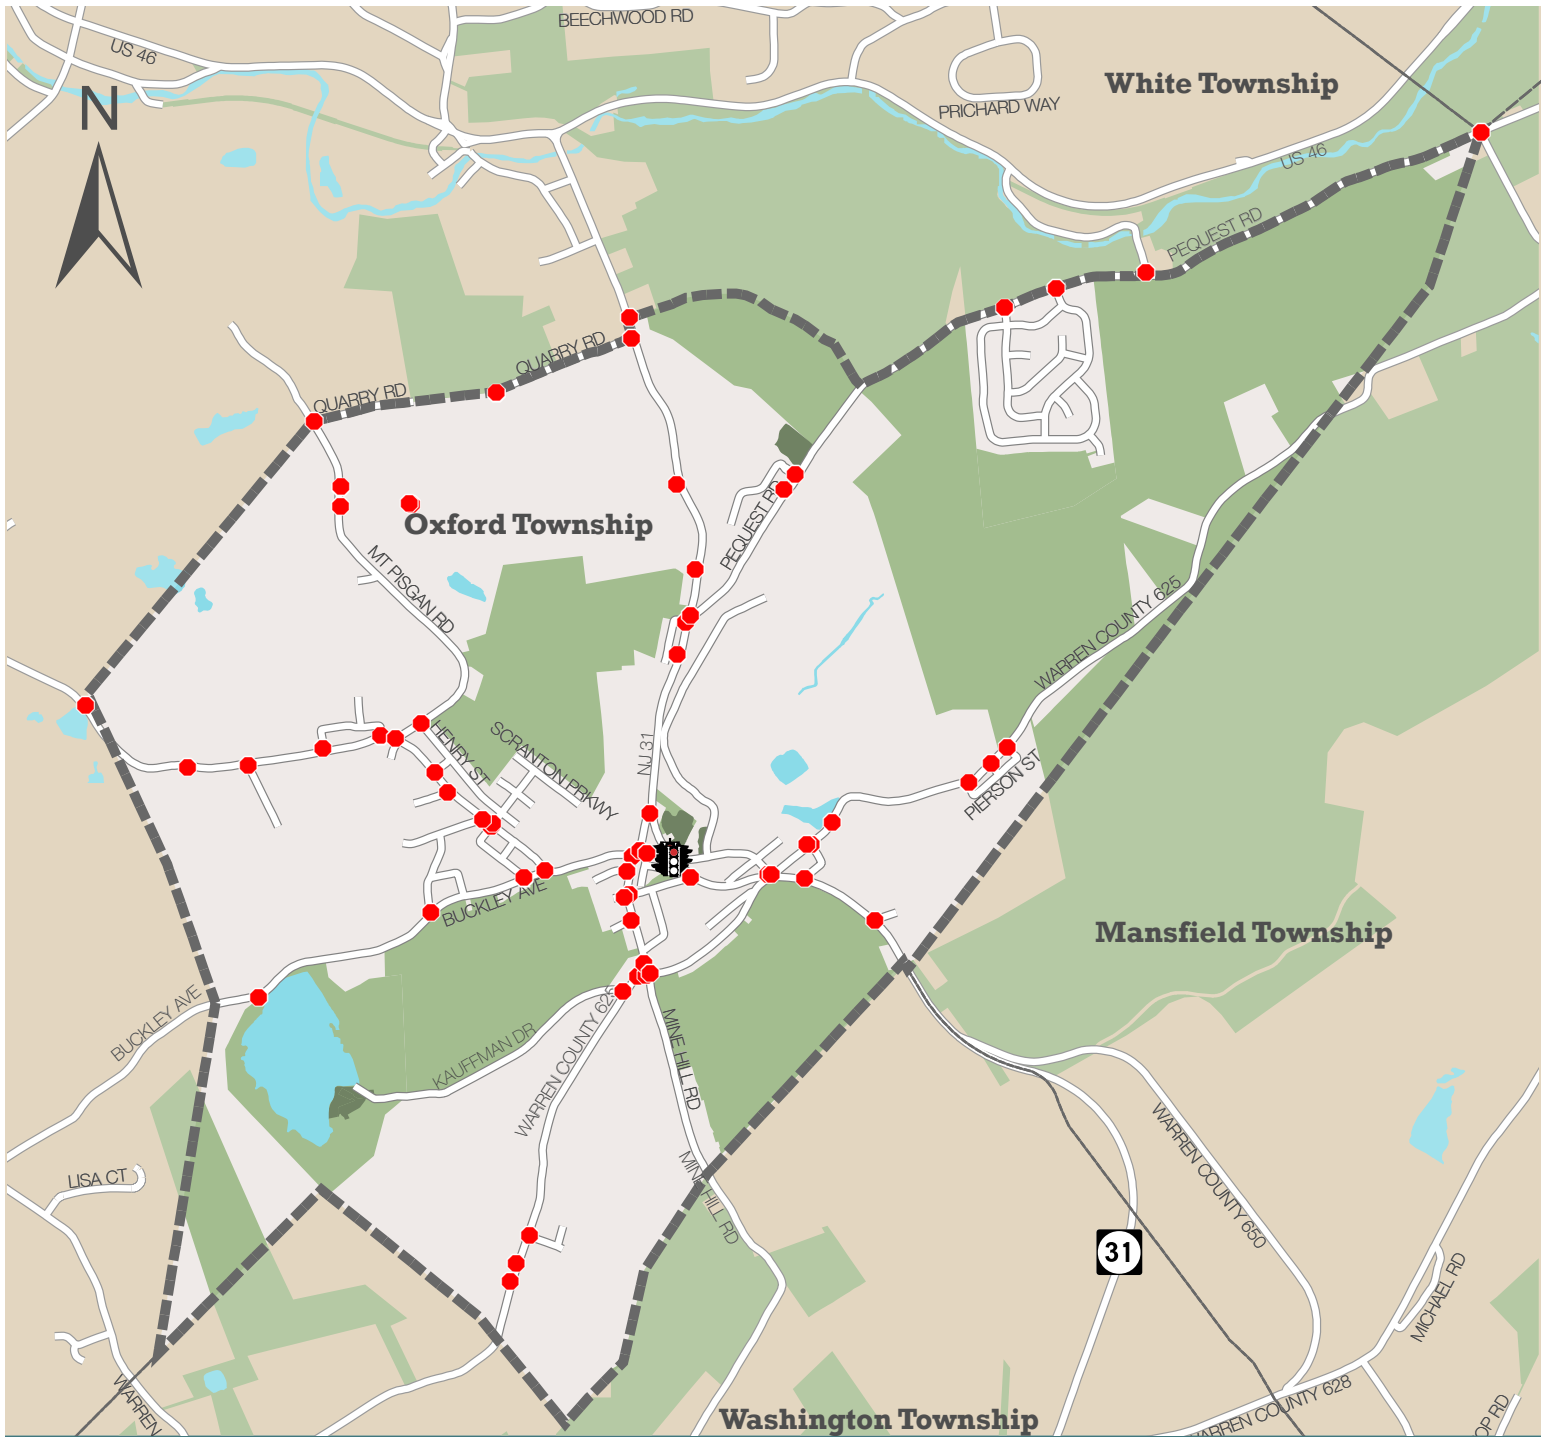 BEECHWOOD RD
US 46
White Township
N
PRICHARD WAY
US 46
PEQUEST RD
QUARRY RD
QUARRY RD
Oxford Township
PEQUEST RD
MT PISGAN RD
WARREN COUNTY 625
HENRY ST
SCRANTON PRKWY
NJ 31
PIERSON ST
BUCKLEY AVE
Mansfield Township
BUCKLEY AVE
KAUFFMAN DR
WARREN COUNTY 625
MINE HILL RD
WARREN COUNTY 650
LISA CT
MINE HILL RD
31
MICHAEL RD
WARREN
WARREN COUNTY 628
OP RD
Washington Township